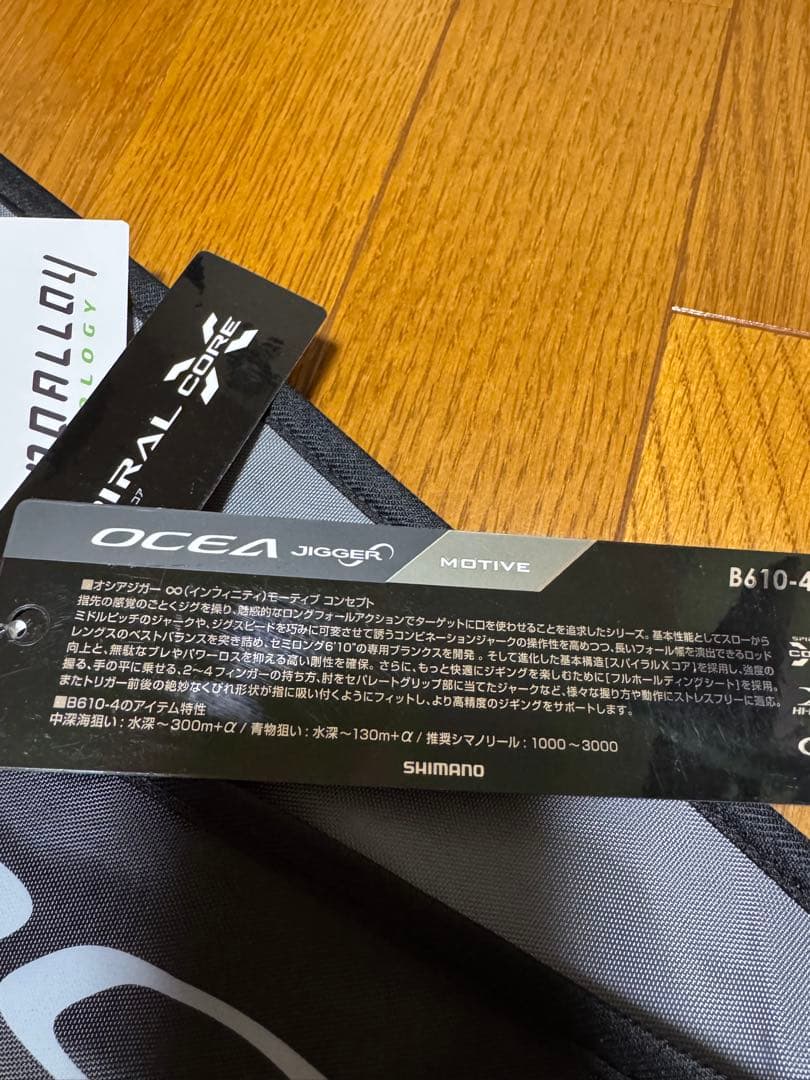 OCEA JIGGER MOTIVE B610-4
■オシアジガー ∞(インフィニティ)モーティブ コンセプト
指先の感覚のごとくジグを操り、魅惑的なロングフォールアクションでターゲットに口を使わせることを追求したシリーズ。基本性能としてスローから
ミドルピッチのジャークや、ジグスピードを巧みに可変させて誘うコンビネーションジャークの操作性を高めつつ、長いフォール幅を演出できるロッド
レングスのベストバランスを突き詰め、セミロング6'10"の専用ブランクスを開発。そして進化した基本構造[スパイラルXコア]を採用し、強度の
向上と、無駄なブレやパワーロスを抑える高い剛性を確保。さらに、もっと快適にジギングを楽しむために[フルホールディングシート]を採用。
握る、手の平に乗せる、2~4フィンガーの持ち方、肘をセパレートグリップ部に当てたジャークなど、様々な握り方や動作にストレスフリーに適応。
またトリガー前後の絶妙なくびれ形状が指に吸い付くようにフィットし、より高精度のジギングをサポートします。
■B610-4のアイテム特性
中深海狙い:水深~300m+α / 青物狙い:水深~130m+α / 推奨シマノリール:1000~3000
SHIMANO
CORE